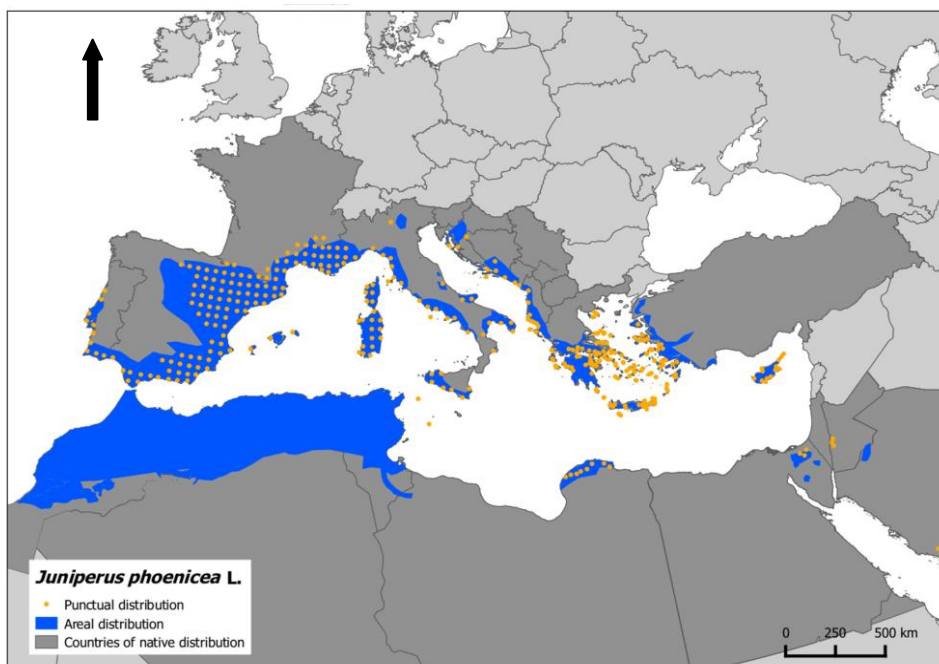 Juniperus phoenicea L.
Punctual distribution
Areal distribution
Countries of native distribution
0 250 500 km